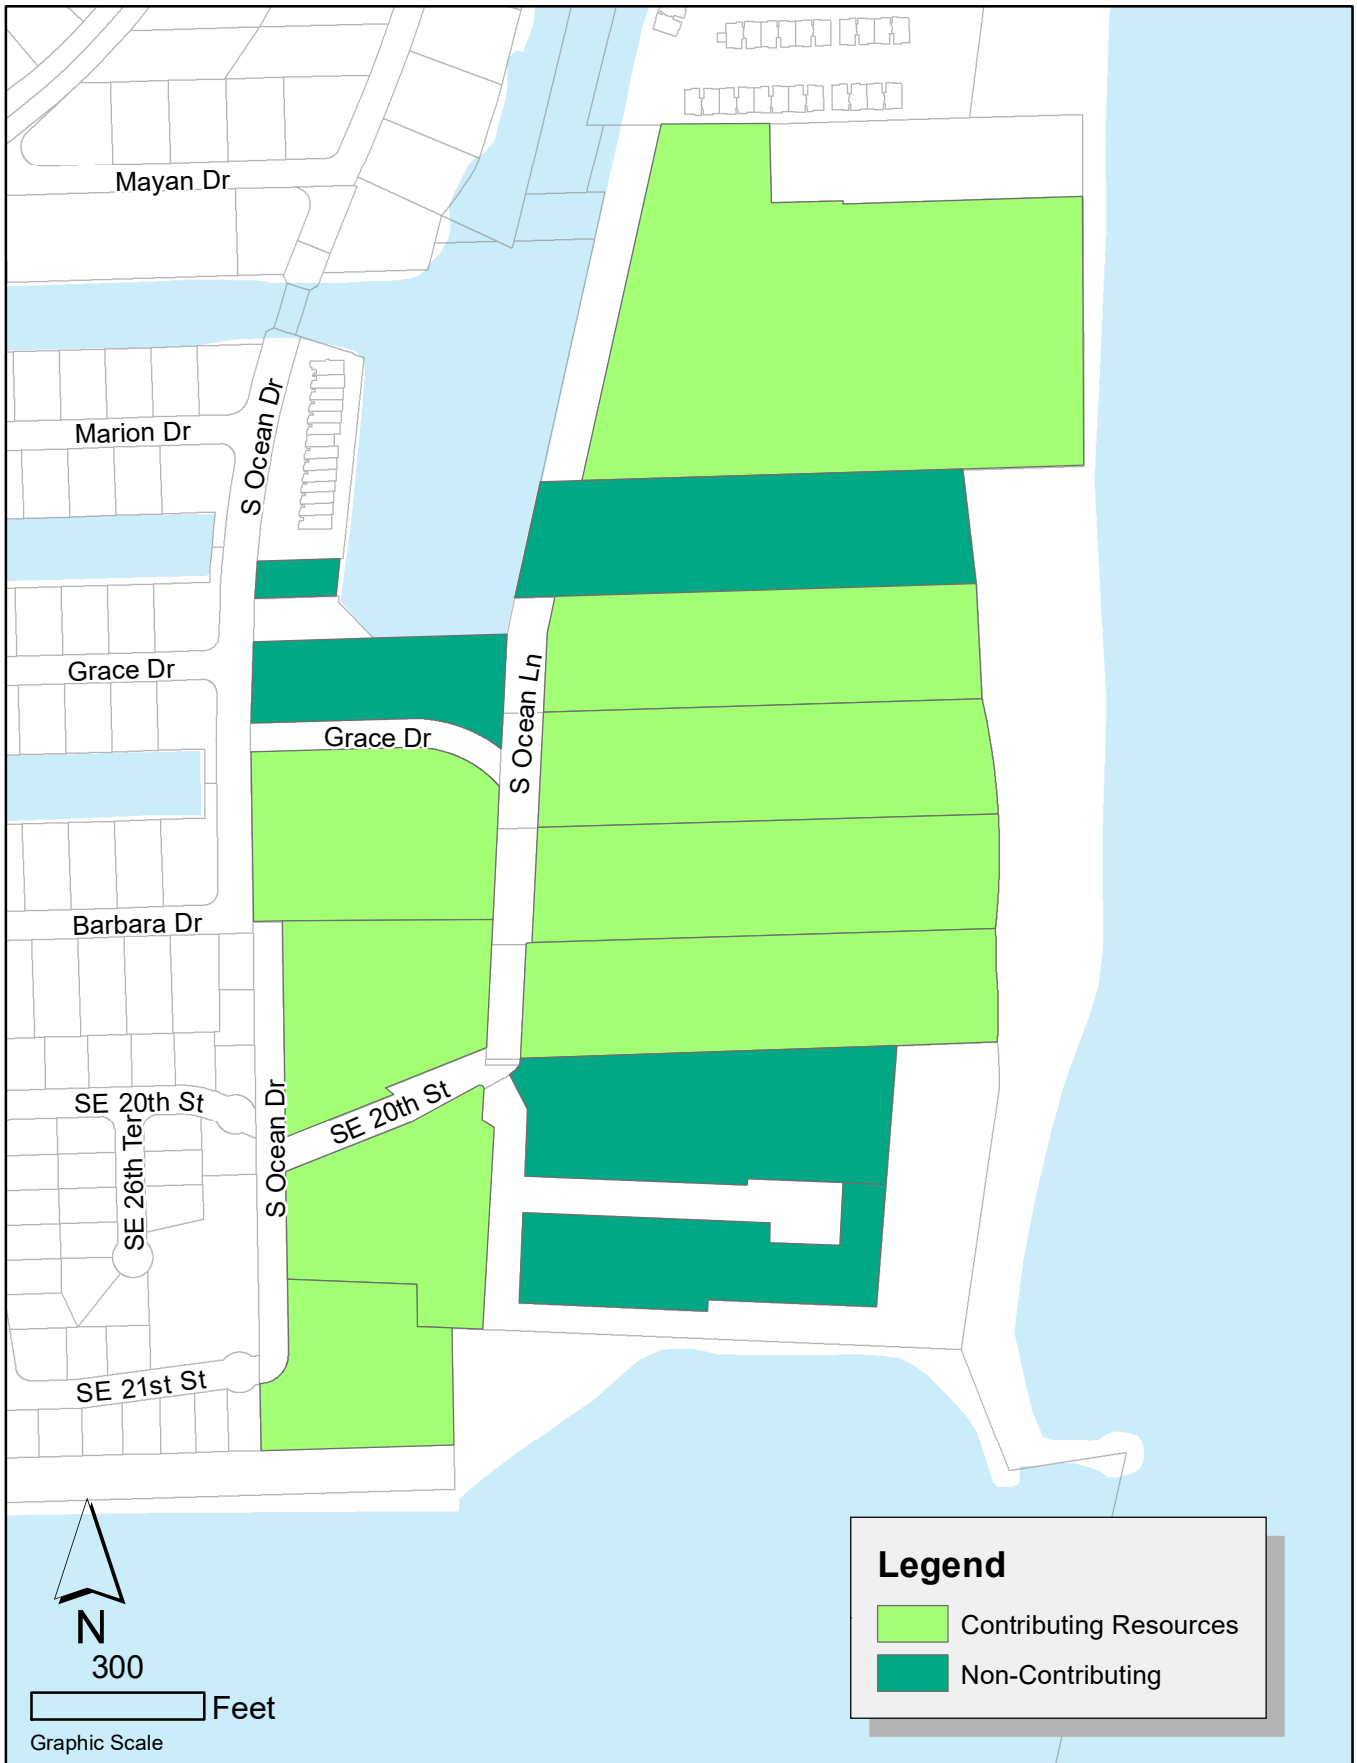 Mayan Dr
S Ocean Dr
Marion Dr
Grace Dr
S Ocean Ln
Grace Dr
Barbara Dr
SE 20th St
SE 20th St
SE 26th Ter
S Ocean Dr
SE 21st St
N
300
Feet
Graphic Scale
Legend
Contributing Resources
Non-Contributing